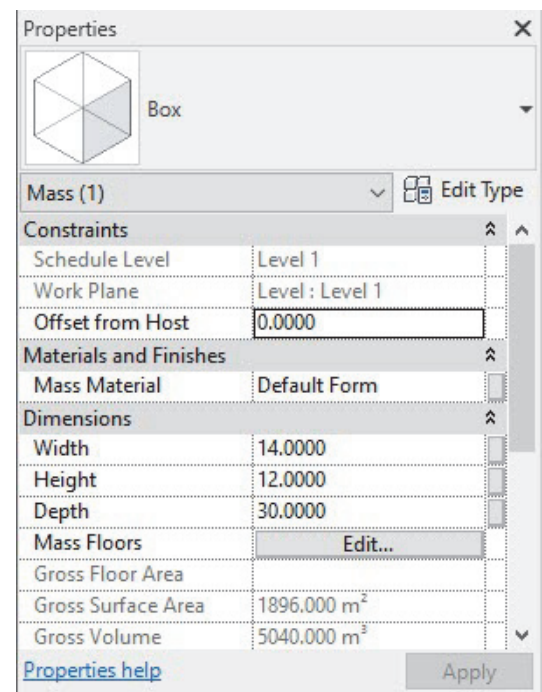 Properties
Box
Mass (1) Edit Type
Constraints
Schedule Level Level 1
Work Plane Level : Level 1
Offset from Host 0.0000
Materials and Finishes
Mass Material Default Form
Dimensions
Width 14.0000
Height 12.0000
Depth 30.0000
Mass Floors Edit...
Gross Floor Area
Gross Surface Area 1896.000 m²
Gross Volume 5040.000 m³
Properties help Apply